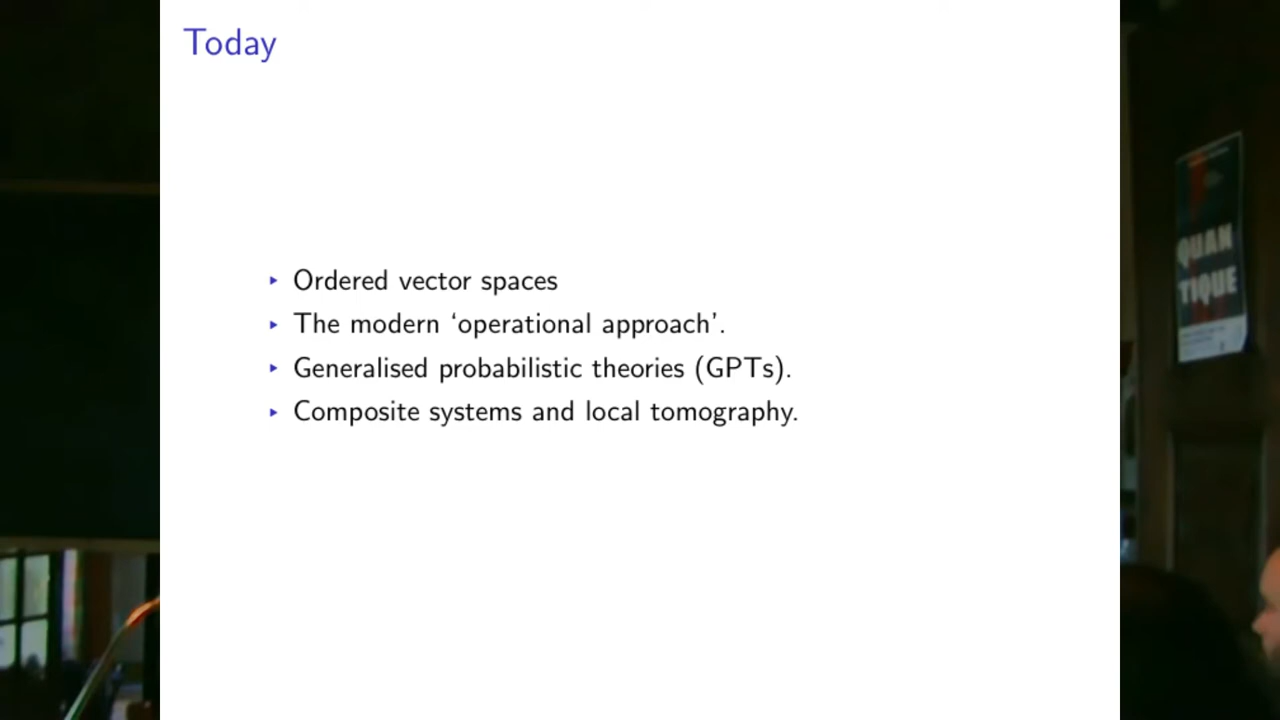 Today
‣ Ordered vector spaces
‣ The modern ‘operational approach’.
‣ Generalised probabilistic theories (GPTs).
‣ Composite systems and local tomography.
QUAN
TIQUE